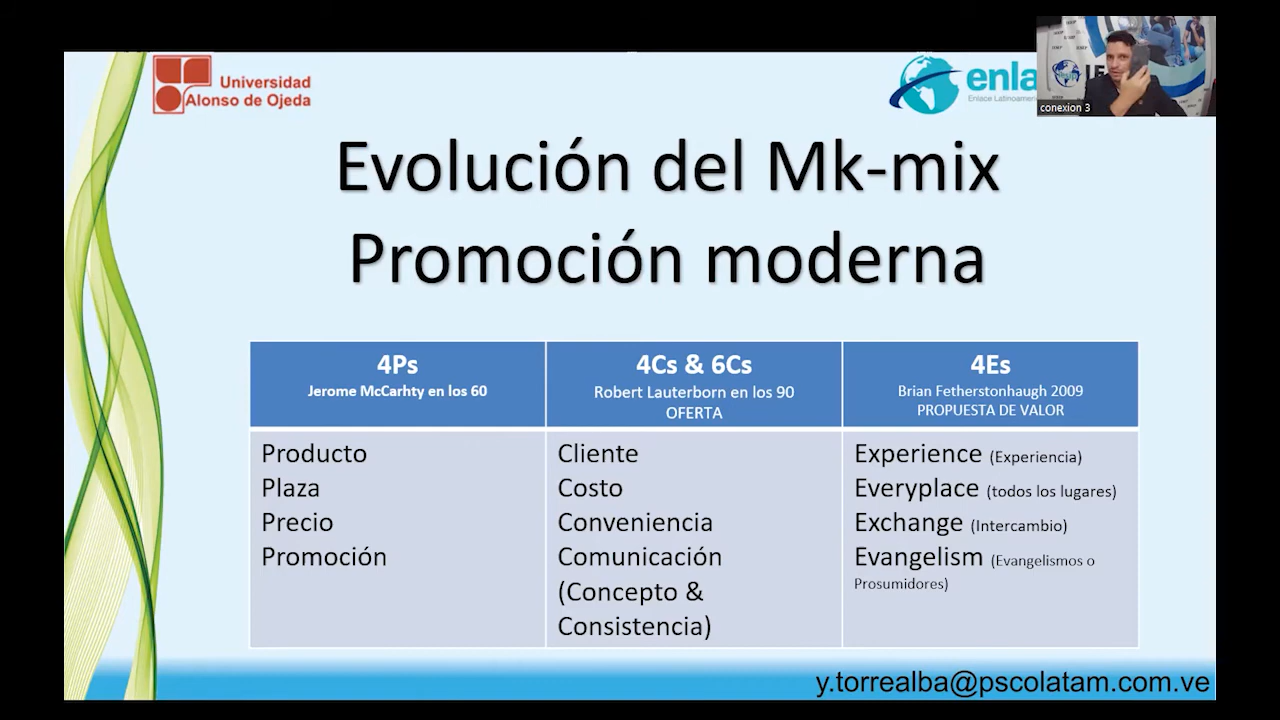 Universidad
Alonso de Ojeda
conexion 3
Evolución del Mk-mix
Promoción moderna
4Ps
Jerome McCarhty en los 60
4Cs & 6Cs
Robert Lauterborn en los 90
OFERTA
4Es
Brian Fetherstonhaugh 2009
PROPUESTA DE VALOR
Producto
Plaza
Precio
Promoción
Cliente
Costo
Conveniencia
Comunicación
(Concepto &
Consistencia)
Experience (Experiencia)
Everyplace (todos los lugares)
Exchange (Intercambio)
Evangelism (Evangelismos o
Prosumidores)
y.torrealba@pscolatam.com.ve